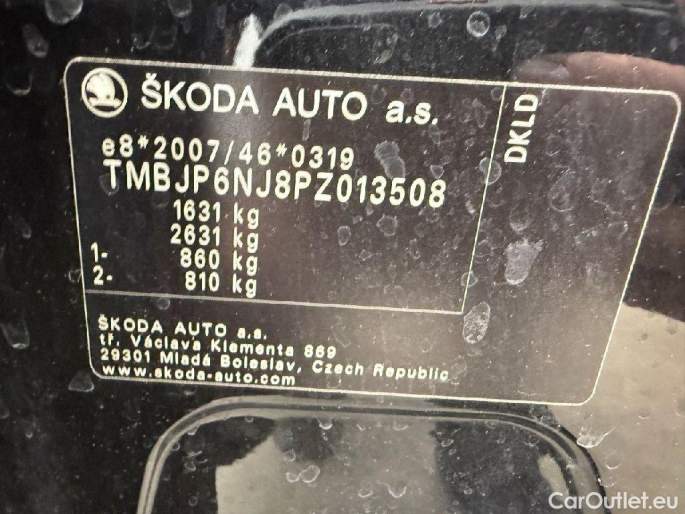 ŠKODA AUTO a.s.
e8*2007/46*0319
TMBJP6NJ8PZ013508
1631 kg
2631 kg
1- 860 kg
2- 810 kg
DKLD
ŠKODA AUTO a.s.
tř. Václava Klementa 869
29301 Mladá Boleslav, Czech Republic
www.skoda-auto.com
CarOutlet.eu